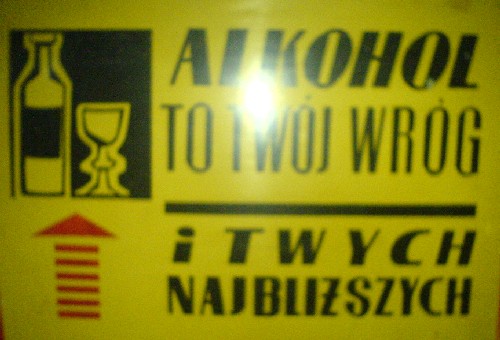 ALKOHOL
TO TWÓJ WRÓG
i TWYCH
NAJBLIŻSZYCH